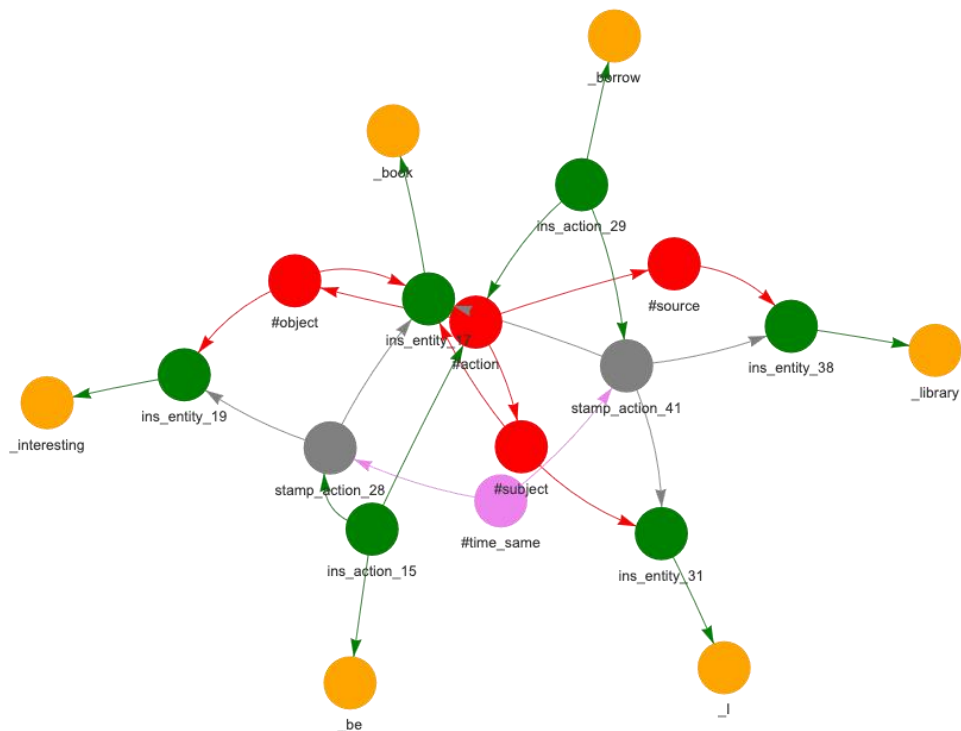 _borrow
_book
ins_action_29
#source
#object
ins_entity_17
#action
ins_entity_38
_library
stamp_action_41
ins_entity_19
_interesting
stamp_action_28
#subject
#time_same
ins_action_15
ins_entity_31
_I
_be